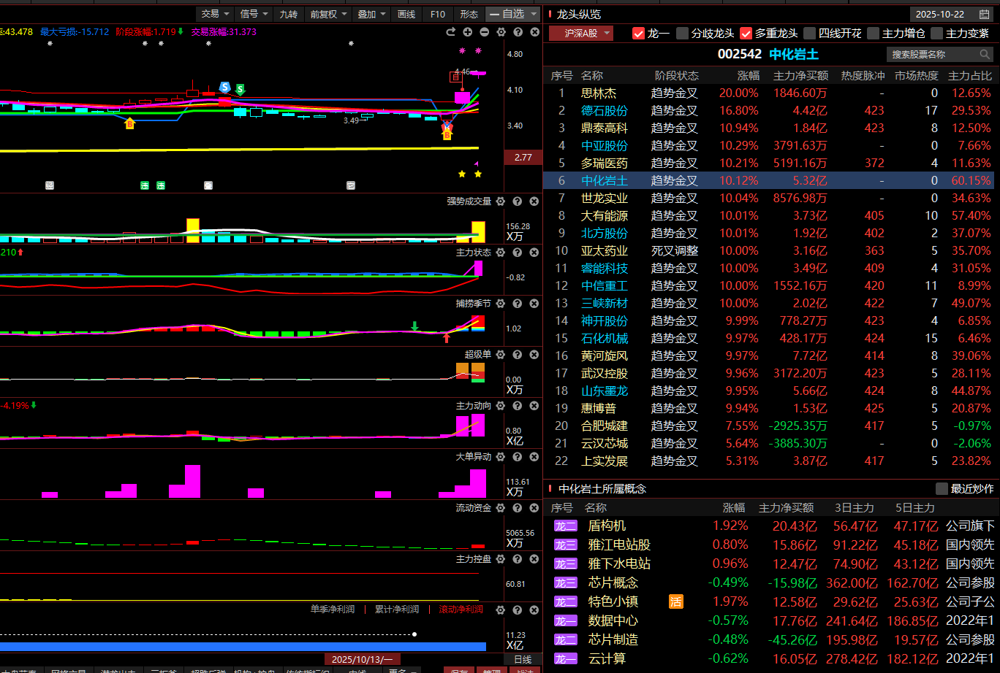 交易 信号 九转 前复权 叠加 画线 F10 形态 一自选
:43.478 最大亏损:-15.712 阶段涨幅:1.719 交易涨幅:31.373
4.80
4.46
4.10
S S
3.49
3.40
B B
2.77
强势成交量
156.28
X万
210
主力状态
-0.82
捕捞季节
1.02
超级单
0.00
X万
-4.19%
主力动向
0.80
X亿
大单异动
113.61
X万
流动资金
5065.56
X万
主力控盘
60.81
单季净利润 | 累计净利润 | 滚动净利润
11.23
X亿
2025/10/13/一 日线
龙头纵览 2025-10-22
沪深A股 龙一 分歧龙头 多重龙头 四线开花 主力增仓 主力变紫
002542 中化岩土 搜索股票名称
序号 名称 阶段状态 涨幅 主力净买额 热度脉冲 市场热度 主力占比
1 思林杰 趋势金叉 20.00% 1846.60万 - 0 12.65%
2 德石股份 趋势金叉 16.80% 4.42亿 423 17 29.53%
3 鼎泰高科 趋势金叉 10.94% 1.84亿 423 8 12.50%
4 中亚股份 趋势金叉 10.29% 3791.63万 - 0 7.66%
5 多瑞医药 趋势金叉 10.21% 5191.16万 372 4 11.63%
6 中化岩土 趋势金叉 10.12% 5.32亿 - 0 60.15%
7 世龙实业 趋势金叉 10.04% 8576.98万 - 0 34.63%
8 大有能源 趋势金叉 10.01% 3.73亿 405 10 57.40%
9 北方股份 趋势金叉 10.01% 1.92亿 402 2 37.07%
10 亚太药业 死叉调整 10.00% 3.16亿 363 5 35.70%
11 睿能科技 趋势金叉 10.00% 3.49亿 409 4 31.05%
12 中信重工 趋势金叉 10.00% 1552.16万 420 11 8.99%
13 三峡新材 趋势金叉 10.00% 2.02亿 422 7 49.07%
14 神开股份 趋势金叉 9.99% 778.27万 423 4 6.85%
15 石化机械 趋势金叉 9.97% 428.17万 424 15 6.46%
16 黄河旋风 趋势金叉 9.97% 7.72亿 414 8 39.06%
17 武汉控股 趋势金叉 9.96% 3172.20万 423 5 28.11%
18 山东墨龙 趋势金叉 9.95% 5.66亿 424 8 44.87%
19 惠博普 趋势金叉 9.94% 1.53亿 425 5 20.87%
20 合肥城建 趋势金叉 7.55% -2925.35万 417 5 -0.97%
21 云汉芯城 趋势金叉 5.64% -3885.30万 - 0 -2.06%
22 上实发展 趋势金叉 5.31% 3.87亿 417 5 23.82%
中化岩土所属概念 最近炒作
序号 名称 涨幅 主力净买额 3日主力 5日主力
龙二 盾构机 1.92% 20.43亿 56.47亿 47.17亿 公司旗下
龙三 雅江电站股 0.80% 15.86亿 91.22亿 45.18亿 国内领先
龙三 雅下水电站 0.96% 12.47亿 74.90亿 43.12亿 国内领先
龙三 芯片概念 -0.49% -15.98亿 362.00亿 162.70亿 公司参股
龙二 特色小镇 活 1.97% 12.58亿 29.62亿 25.63亿 公司子公
龙一 数据中心 -0.57% 17.76亿 241.64亿 186.85亿 2022年1
龙二 芯片制造 -0.48% -45.26亿 195.98亿 19.57亿 公司参股
龙一 云计算 -0.62% 16.05亿 278.42亿 182.12亿 2022年1